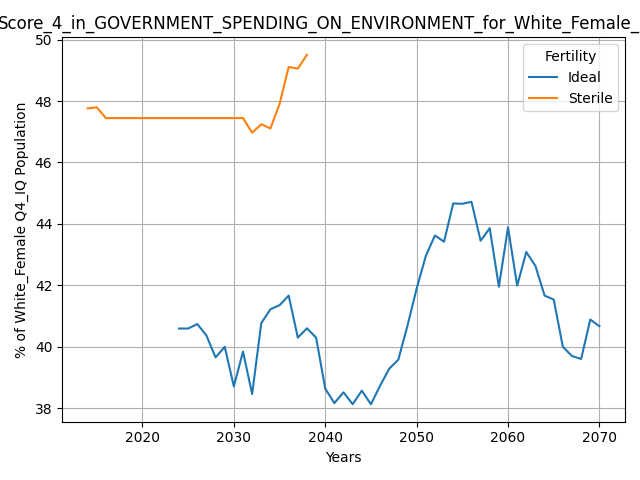 Score_4_in_GOVERNMENT_SPENDING_ON_ENVIRONMENT_for_White_Female_
50
48
46
44
42
40
38
% of White_Female Q4_IQ Population
Fertility
Ideal
Sterile
2020
2030
2040
2050
2060
2070
Years